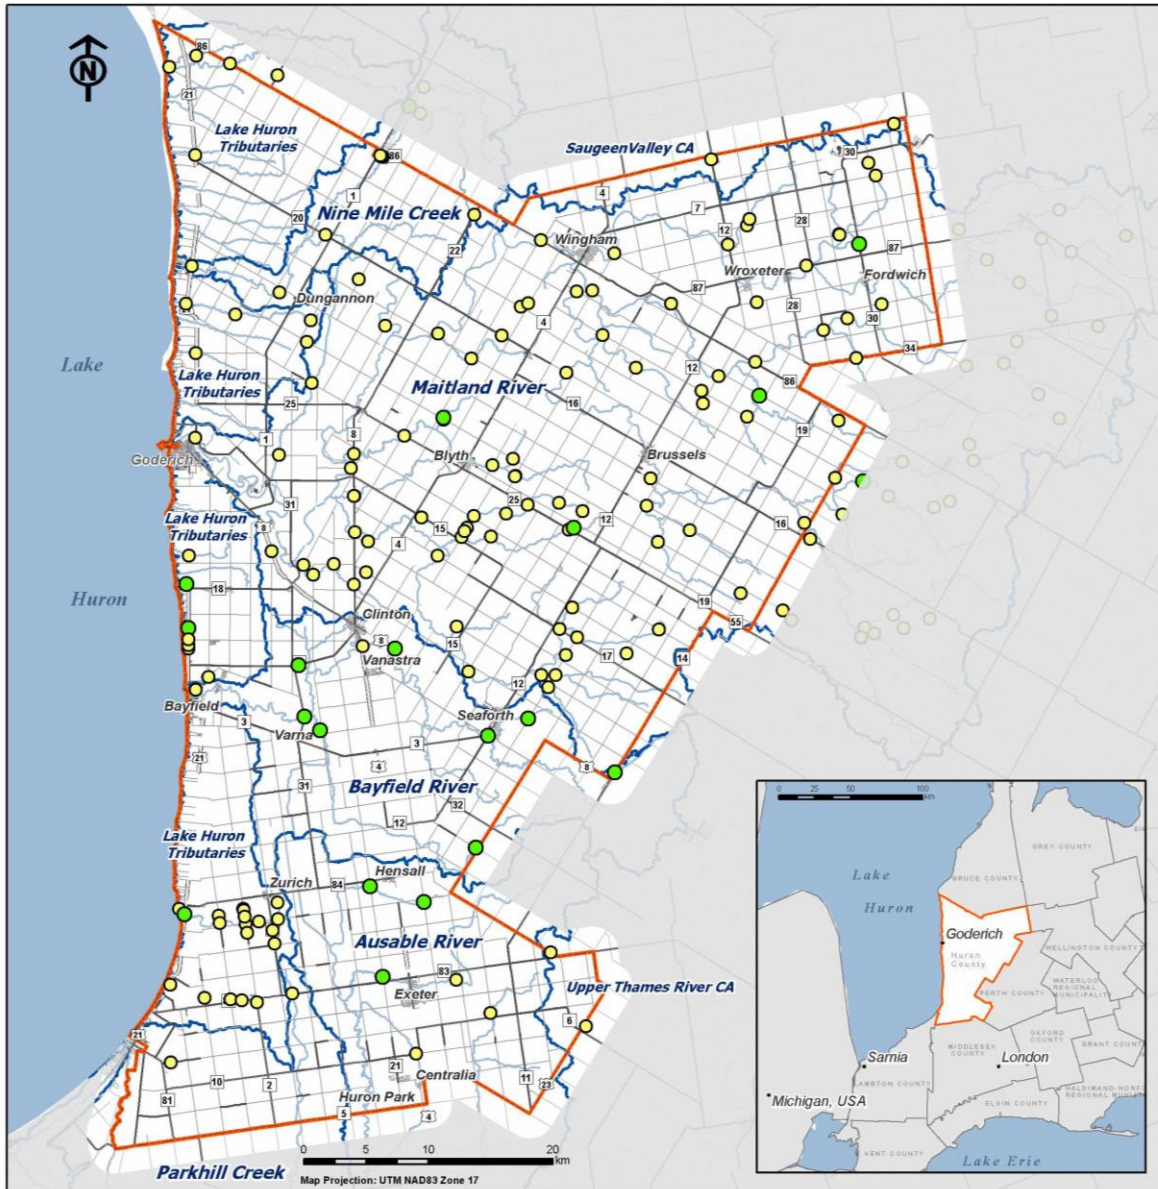 N
86
21
Lake Huron
Tributaries
86
1
20
Nine Mile Creek
22
SaugeenValley CA
4
7
30
12
28
87
Wingham
Wroxeter
Fordwich
87
28
30
34
Dungannon
4
12
86
Lake
Lake Huron
Tributaries
Maitland River
16
19
25
1
8
Goderich
Blyth
Brussels
31
25
12
16
Lake Huron
Tributaries
8
15
4
Huron
18
19
55
Clinton
8
Vanastra
15
17
14
12
Bayfield
Seaforth
3
Varna
3
21
4
8
31
Bayfield River
32
12
Lake Huron
Tributaries
Zurich
84
Hensall
Ausable River
83
Exeter
Upper Thames River CA
6
21
21
Centralia
11
23
10
2
81
Huron Park
5
4
Parkhill Creek
0 5 10 20
km
Map Projection: UTM NAD83 Zone 17
0 25 50 100
km
GREY COUNTY
Lake
BRUCE COUNTY
Huron
Goderich
Huron
County
WELLINGTON COUNTY
PERTH COUNTY
WATERLOO
REGIONAL
MUNICIPALITY
OXFORD
COUNTY
MIDDLESEX
COUNTY
BRANT COUNTY
Sarnia
London
LAMBTON COUNTY
HALDIMAND-NORF
REGIONAL MUNIC
Michigan, USA
ELGIN COUNTY
KENT COUNTY
Lake Erie